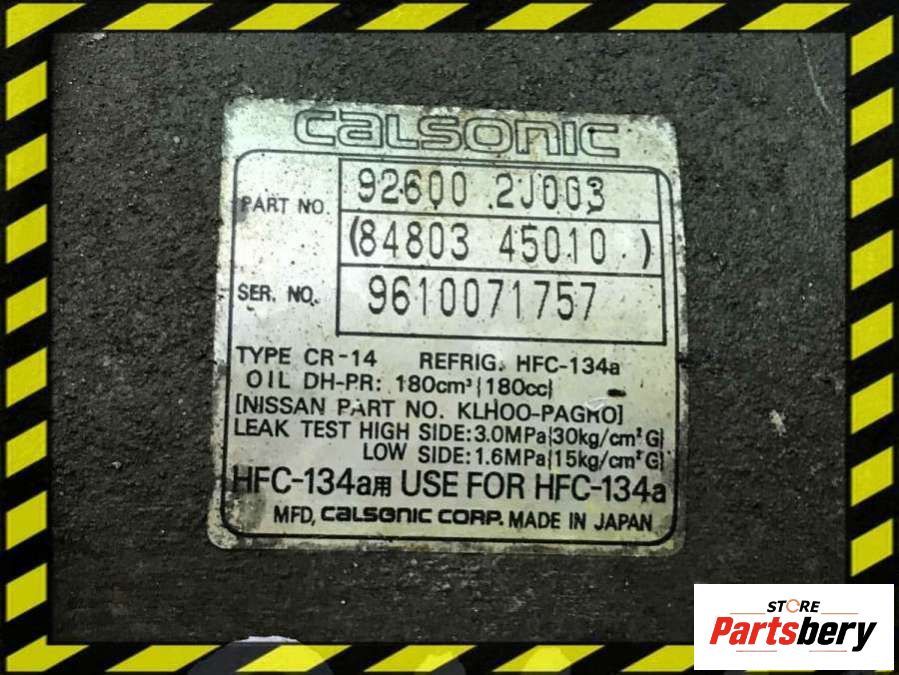 calsonic
PART NO. 92600 2J003
(84803 45010 )
SER. NO. 9610071757
TYPE CR-14 REFRIG. HFC-134a
OIL DH-PR: 180cm³{180cc}
[NISSAN PART NO. KLH00-PAGR0]
LEAK TEST HIGH SIDE:3.0MPa{30kg/cm²G}
LOW SIDE:1.6MPa{15kg/cm²G}
HFC-134a用 USE FOR HFC-134a
MFD. calsonic CORP. MADE IN JAPAN
STORE
Partsbery